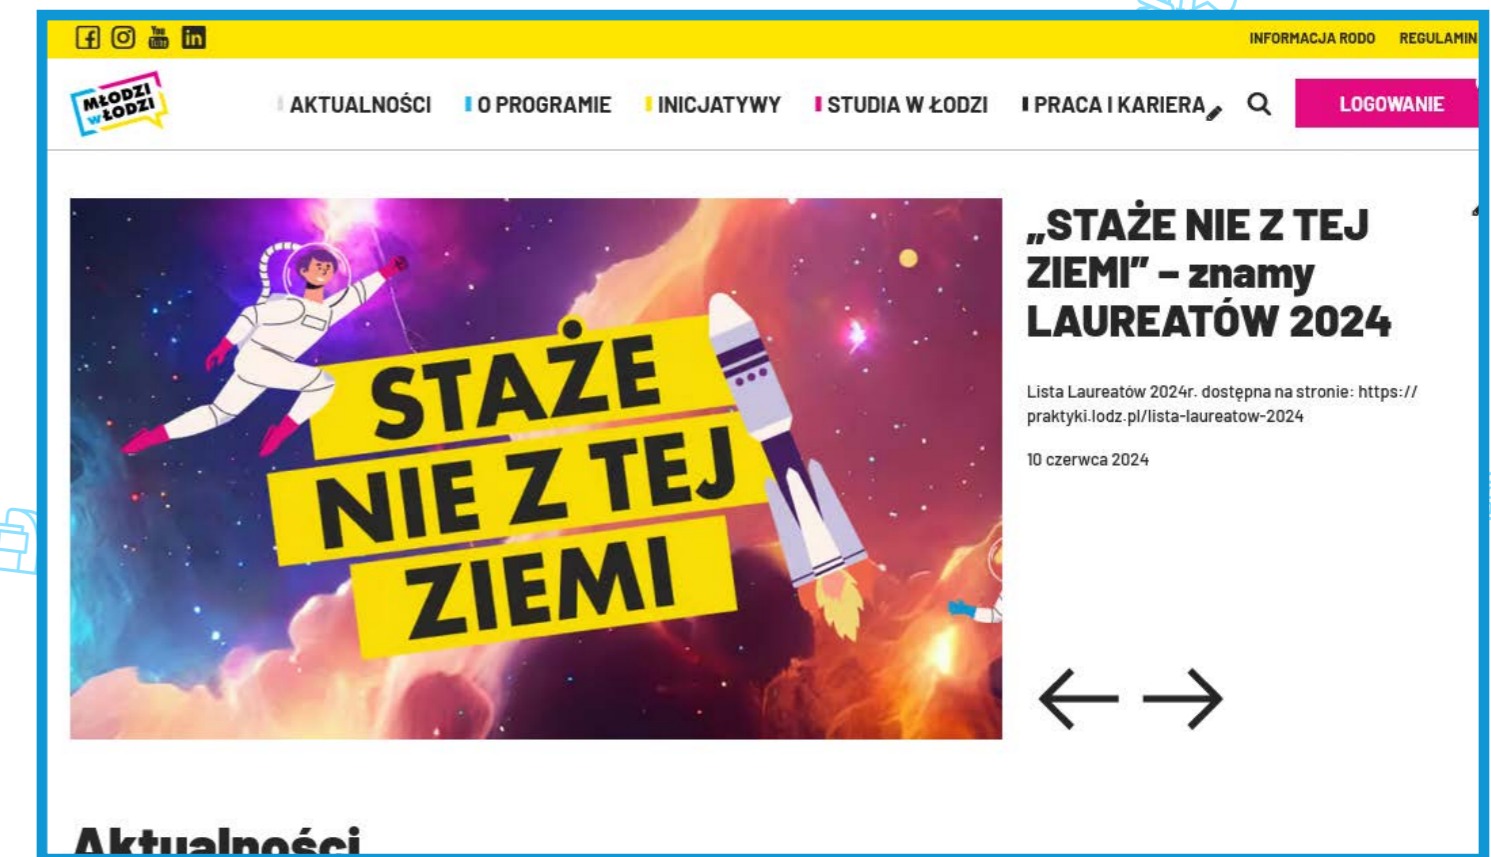 You Tube
INFORMACJA RODO REGULAMIN
MŁODZI
w ŁODZI
AKTUALNOŚCI O PROGRAMIE INICJATYWY STUDIA W ŁODZI PRACA I KARIERA LOGOWANIE
STAŻE
NIE Z TEJ
ZIEMI
„STAŻE NIE Z TEJ
ZIEMI” – znamy
LAUREATÓW 2024
Lista Laureatów 2024r. dostępna na stronie: https://
praktyki.lodz.pl/lista-laureatow-2024
10 czerwca 2024
Aktualności